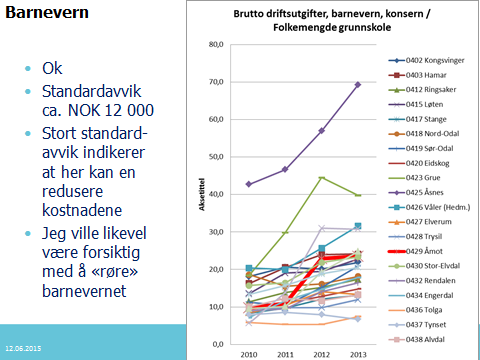 Barnevern
• Ok
• Standardavvik
ca. NOK 12 000
• Stort standard-
avvik indikerer
at her kan en
redusere
kostnadene
• Jeg ville likevel
være forsiktig
med å «røre»
barnevernet
12.06.2015
Brutto driftsutgifter, barnevern, konsern /
Folkemengde grunnskole
Aksetittel
80,0
70,0
60,0
50,0
40,0
30,0
20,0
10,0
0,0
2010 2011 2012 2013
0402 Kongsvinger
0403 Hamar
0412 Ringsaker
0415 Løten
0417 Stange
0418 Nord-Odal
0419 Sør-Odal
0420 Eidskog
0423 Grue
0425 Åsnes
0426 Våler (Hedm.)
0427 Elverum
0428 Trysil
0429 Åmot
0430 Stor-Elvdal
0432 Rendalen
0434 Engerdal
0436 Tolga
0437 Tynset
0438 Alvdal